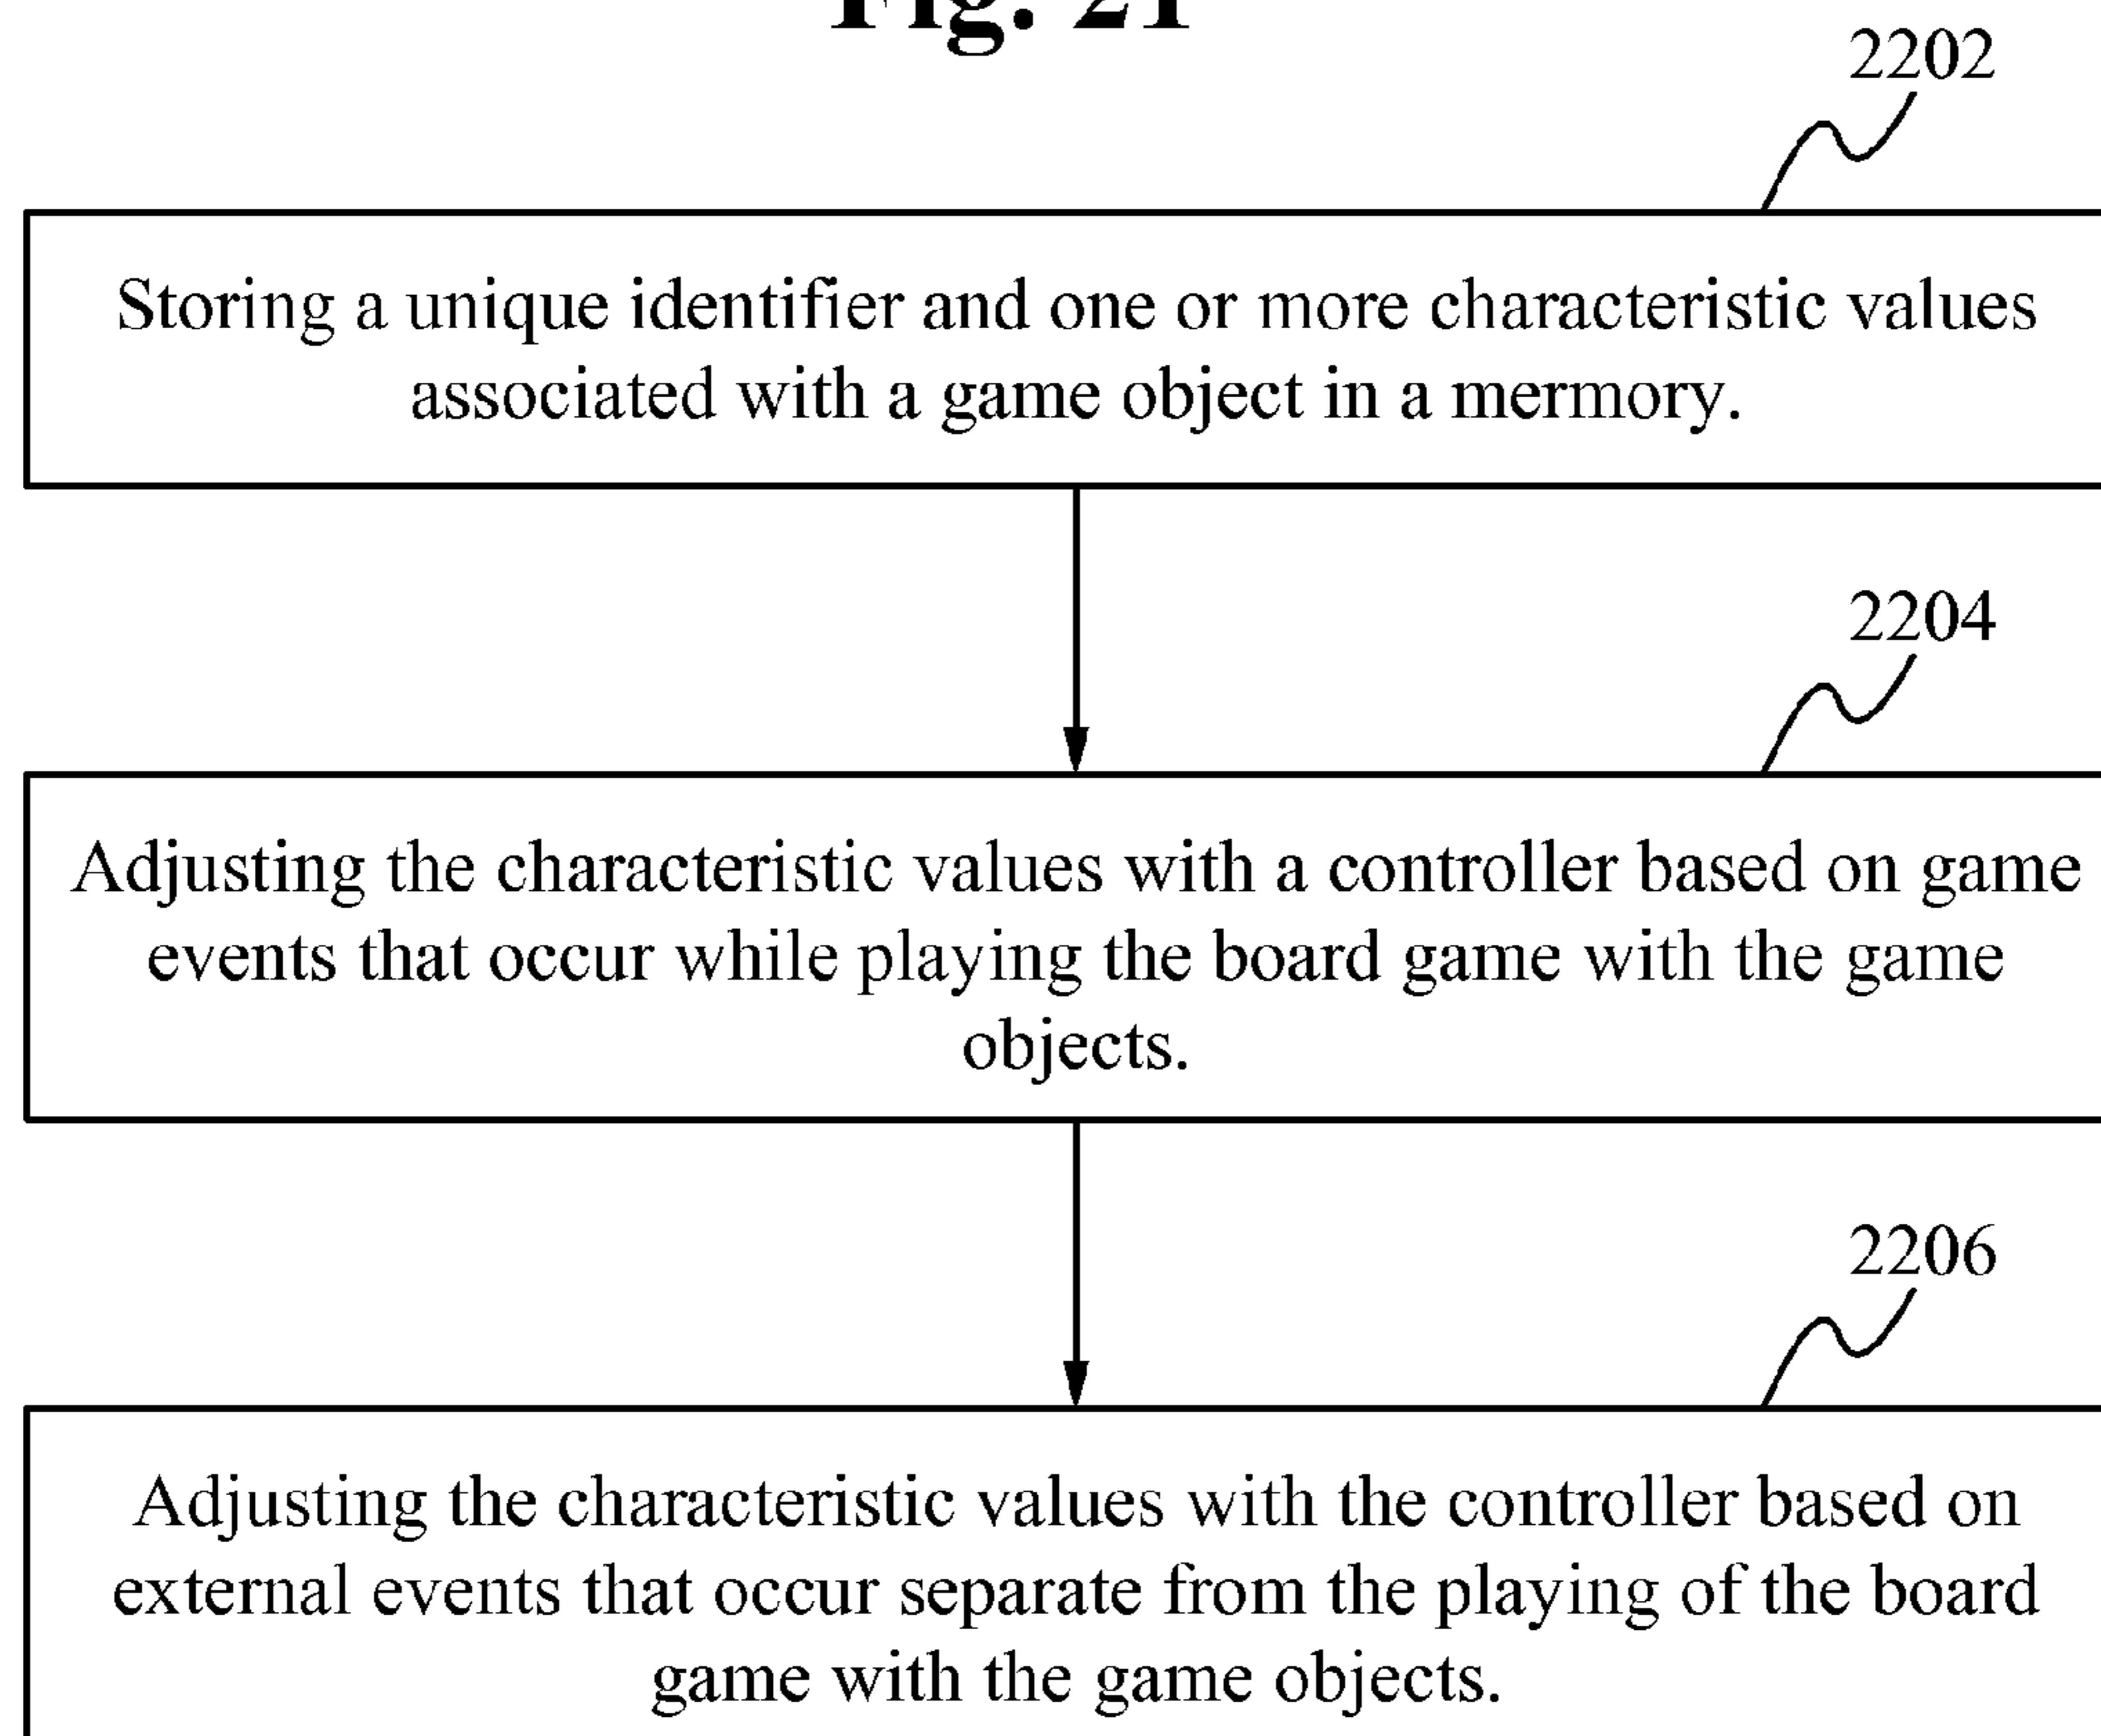 Fig. 21
2202
Storing a unique identifier and one or more characteristic values
associated with a game object in a mermory.
2204
Adjusting the characteristic values with a controller based on game
events that occur while playing the board game with the game
objects.
2206
Adjusting the characteristic values with the controller based on
external events that occur separate from the playing of the board
game with the game objects.